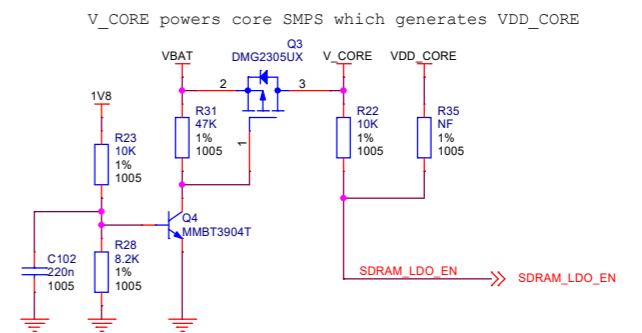 V_CORE powers core SMPS which generates VDD_CORE
Q3
VBAT
DMG2305UX
V_CORE
VDD_CORE
2
3
1V8
R31
47K
1%
1005
R22
10K
1%
1005
R35
NF
1%
1005
R23
10K
1%
1005
1
Q4
MMBT3904T
C102
220n
1005
R28
8.2K
1%
1005
SDRAM_LDO_EN
SDRAM_LDO_EN